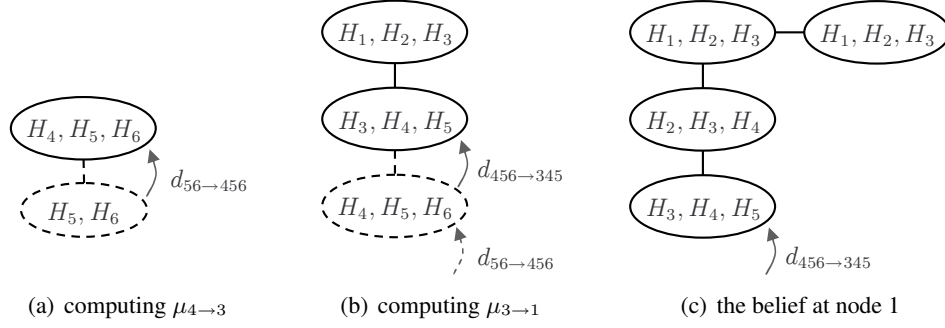 H₁, H₂, H₃
H₃, H₄, H₅
H₄, H₅, H₆
H₅, H₆
d₅₆→₄₅₆
H₄, H₅, H₆
d₄₅₆→₃₄₅
d₅₆→₄₅₆
H₁, H₂, H₃
H₁, H₂, H₃
H₂, H₃, H₄
H₃, H₄, H₅
d₄₅₆→₃₄₅
(a) computing μ₄→₃
(b) computing μ₃→₁
(c) the belief at node 1